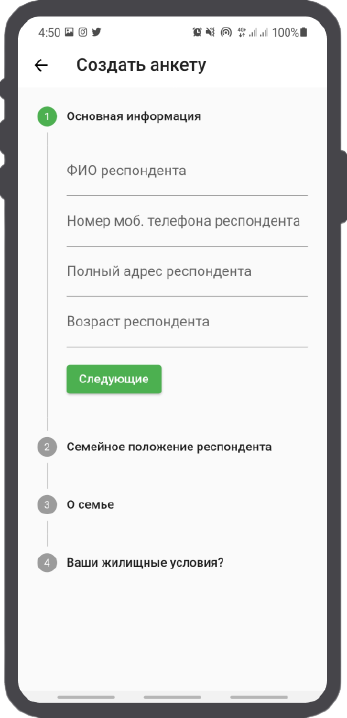 4:50 100%
Создать анкету
1 Основная информация
ФИО респондента
Номер моб. телефона респондента
Полный адрес респондента
Возраст респондента
Следующие
2 Семейное положение респондента
3 О семье
4 Ваши жилищные условия?